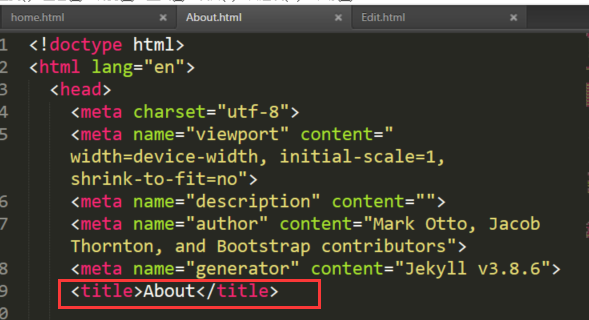 home.html × About.html × Edit.html ×
1 <!doctype html>
2 <html lang="en">
3 <head>
4 <meta charset="utf-8">
5 <meta name="viewport" content="
width=device-width, initial-scale=1,
shrink-to-fit=no">
6 <meta name="description" content="">
7 <meta name="author" content="Mark Otto, Jacob
Thornton, and Bootstrap contributors">
8 <meta name="generator" content="Jekyll v3.8.6">
9 <title>About</title>